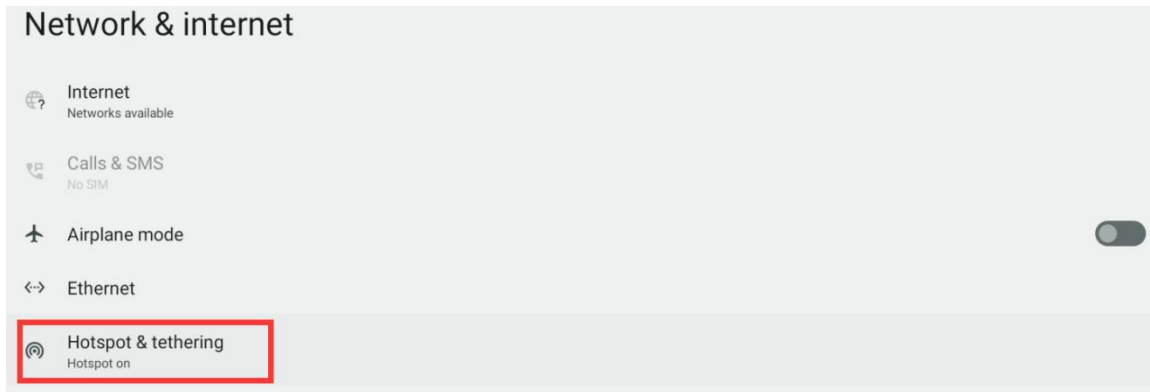 Network & internet
Internet
Networks available
Calls & SMS
No SIM
Airplane mode
Ethernet
Hotspot & tethering
Hotspot on